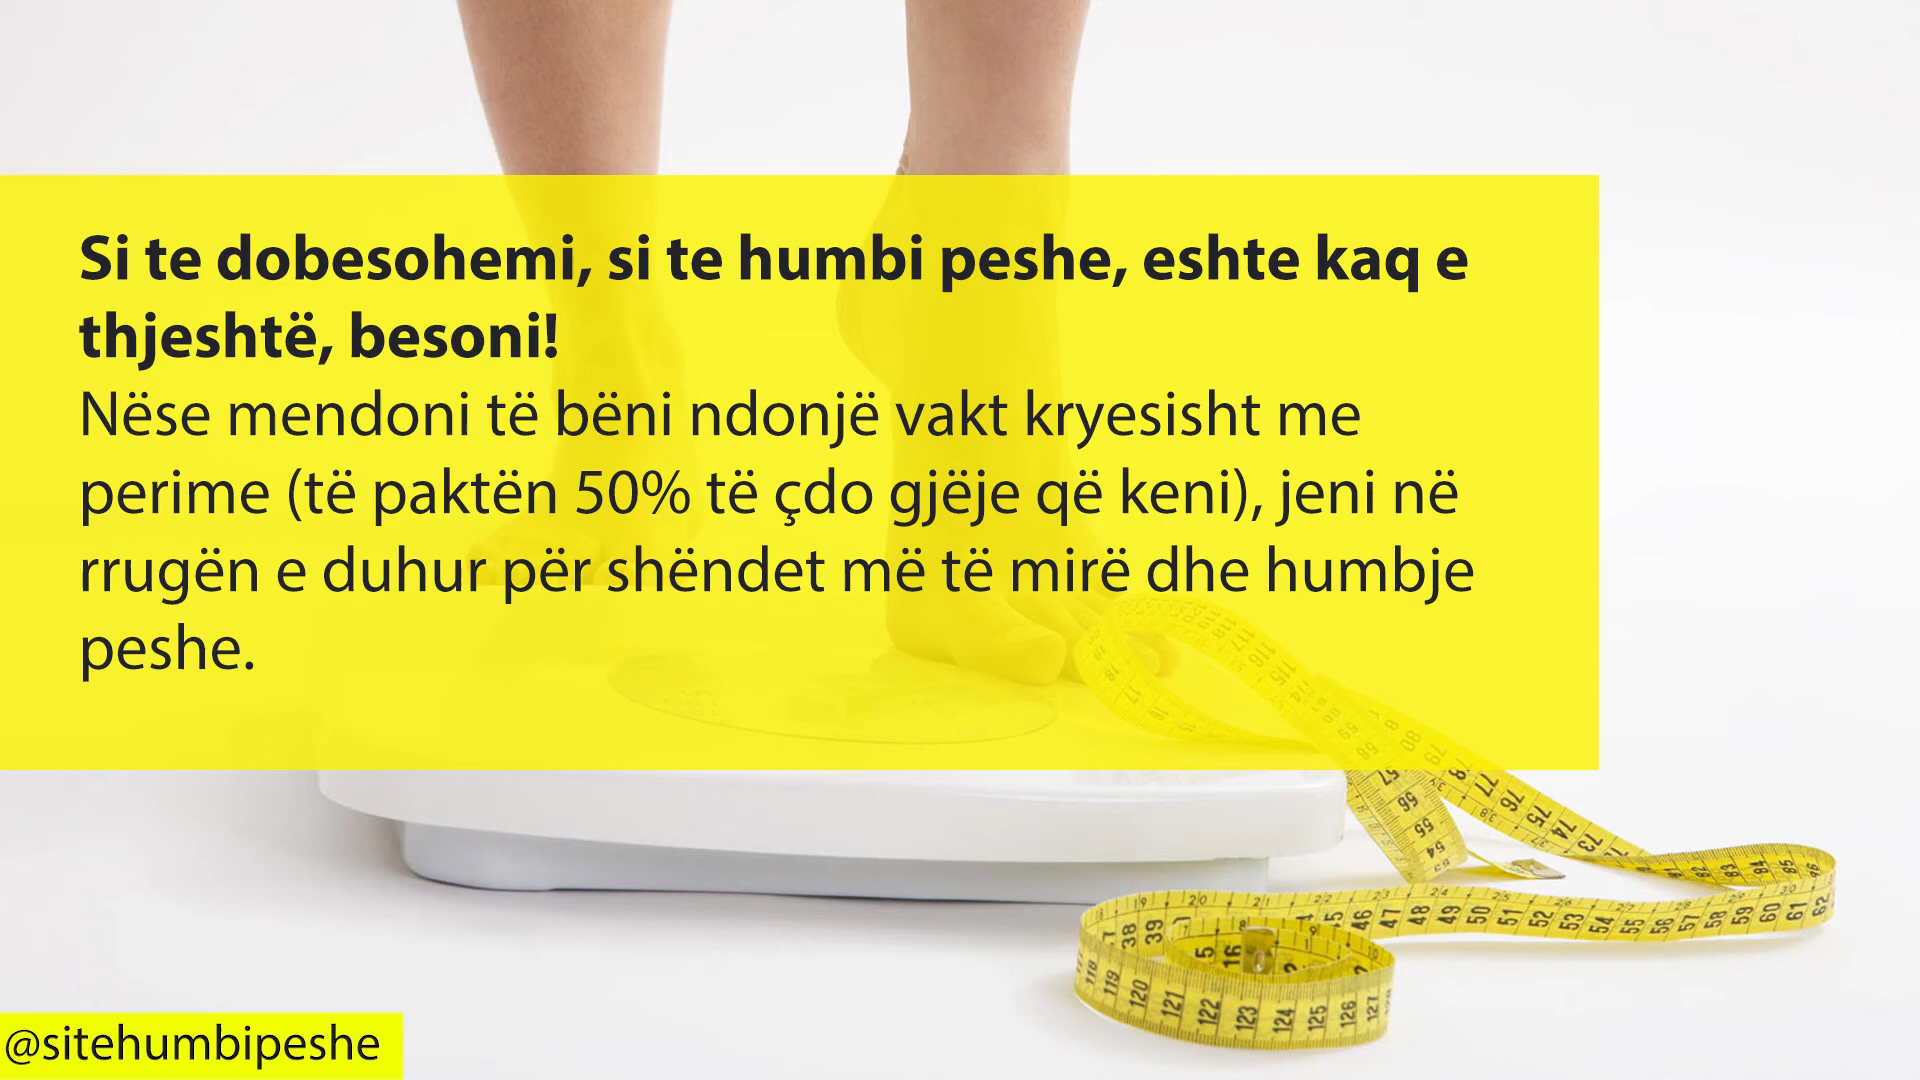 Si te dobesohemi, si te humbi peshe, eshte kaq e
thjeshtë, besoni!
Nëse mendoni të bëni ndonjë vakt kryesisht me
perime (të paktën 50% të çdo gjëje që keni), jeni në
rrugën e duhur për shëndet më të mirë dhe humbje
peshe.
@sitehumbipeshe